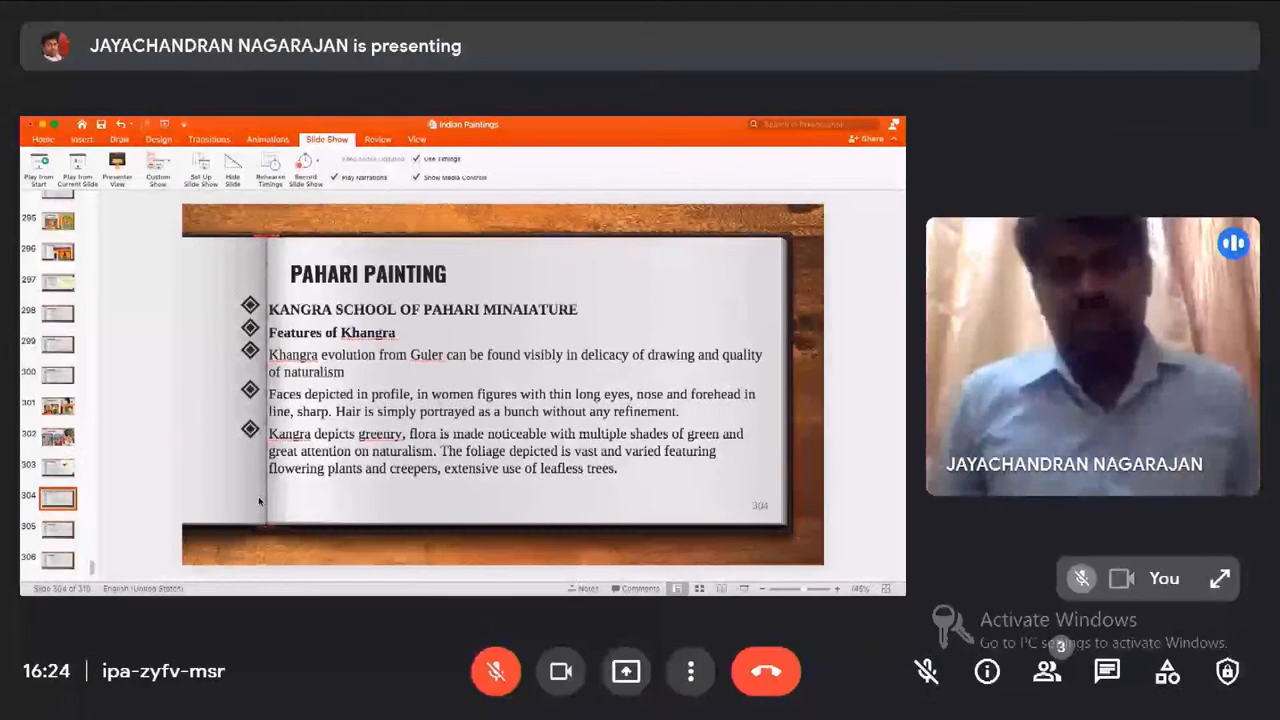 JAYACHANDRAN NAGARAJAN is presenting
Indian Paintings
Home Insert Draw Design Transitions Animations Slide Show Review View
Share
Play from Start
Play from Current Slide
Presenter View
Custom Show
Set Up Slide Show
Hide Slide
Rehearse Timings
Record Slide Show
Play Narrations
Use Timings
Show Media Controls
295
296
297
298
299
300
301
302
303
304
305
306
PAHARI PAINTING
KANGRA SCHOOL OF PAHARI MINAIATURE
Features of Khangra
Khangra evolution from Guler can be found visibly in delicacy of drawing and quality
of naturalism
Faces depicted in profile, in women figures with thin long eyes, nose and forehead in
line, sharp. Hair is simply portrayed as a bunch without any refinement.
Kangra depicts greenry, flora is made noticeable with multiple shades of green and
great attention on naturalism. The foliage depicted is vast and varied featuring
flowering plants and creepers, extensive use of leafless trees.
304
Slide 304 of 310 English (United States)
Notes Comments
JAYACHANDRAN NAGARAJAN
You
Activate Windows
Go to PC settings to activate Windows.
3
16:24 | ipa-zyfv-msr